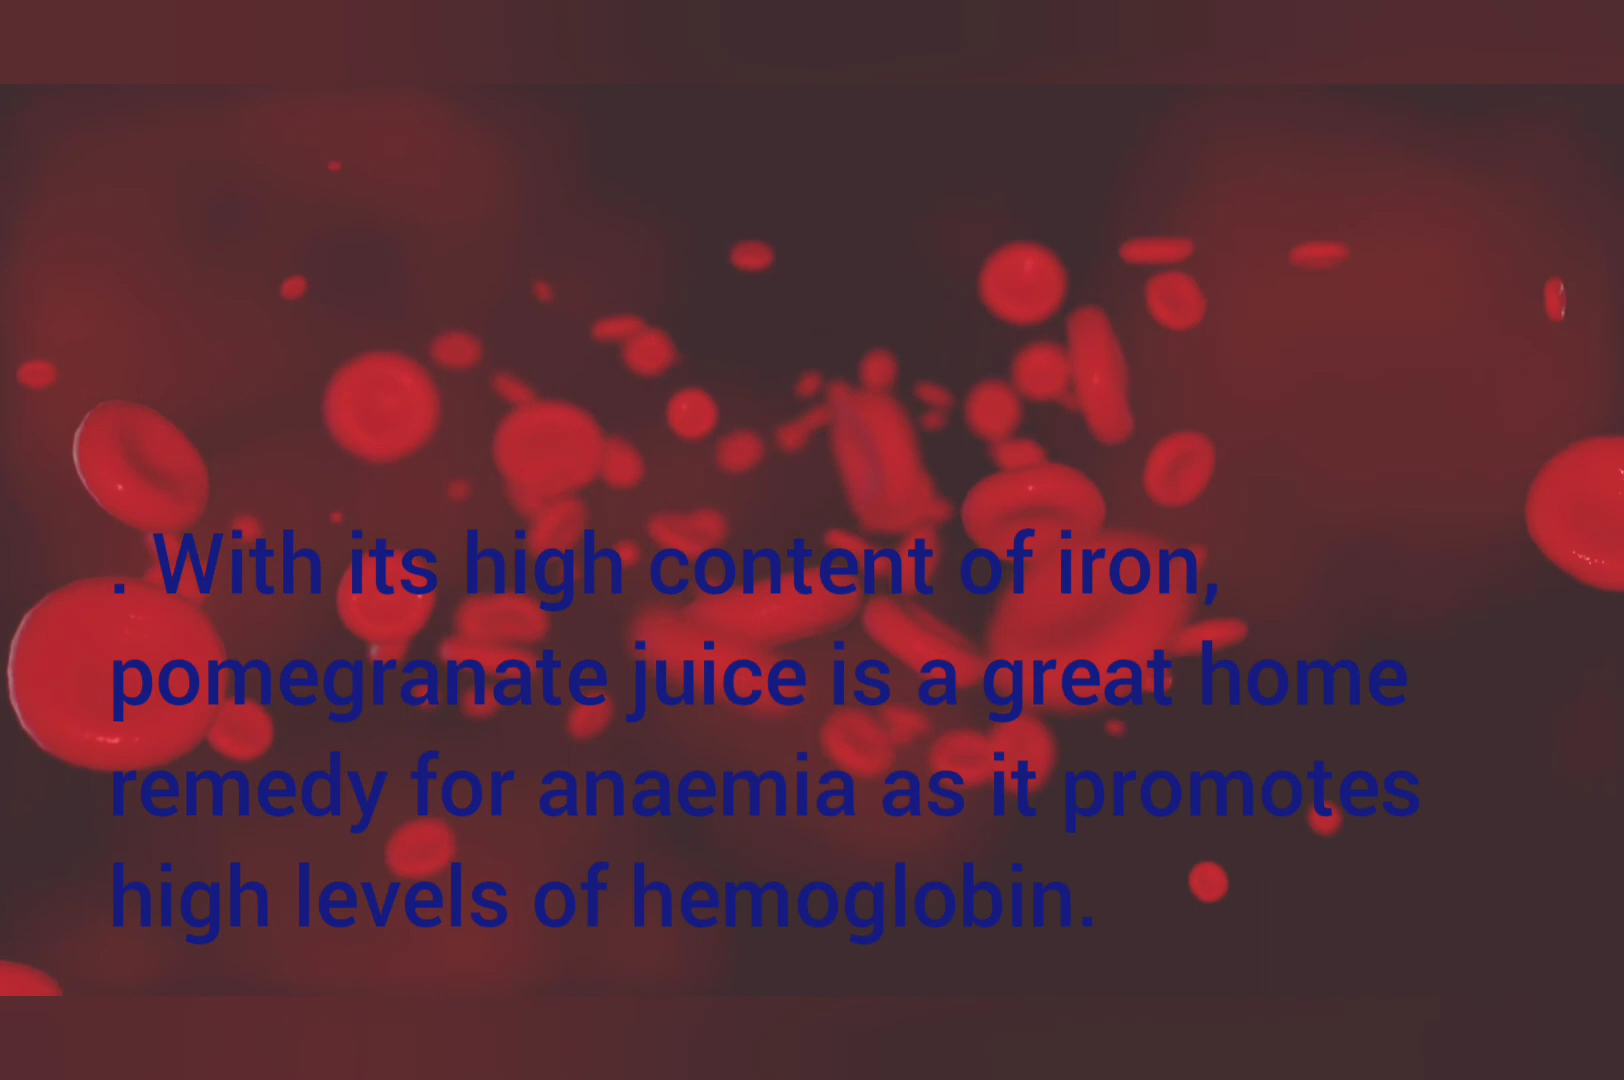 . With its high content of iron,
pomegranate juice is a great home
remedy for anaemia as it promotes
high levels of hemoglobin.